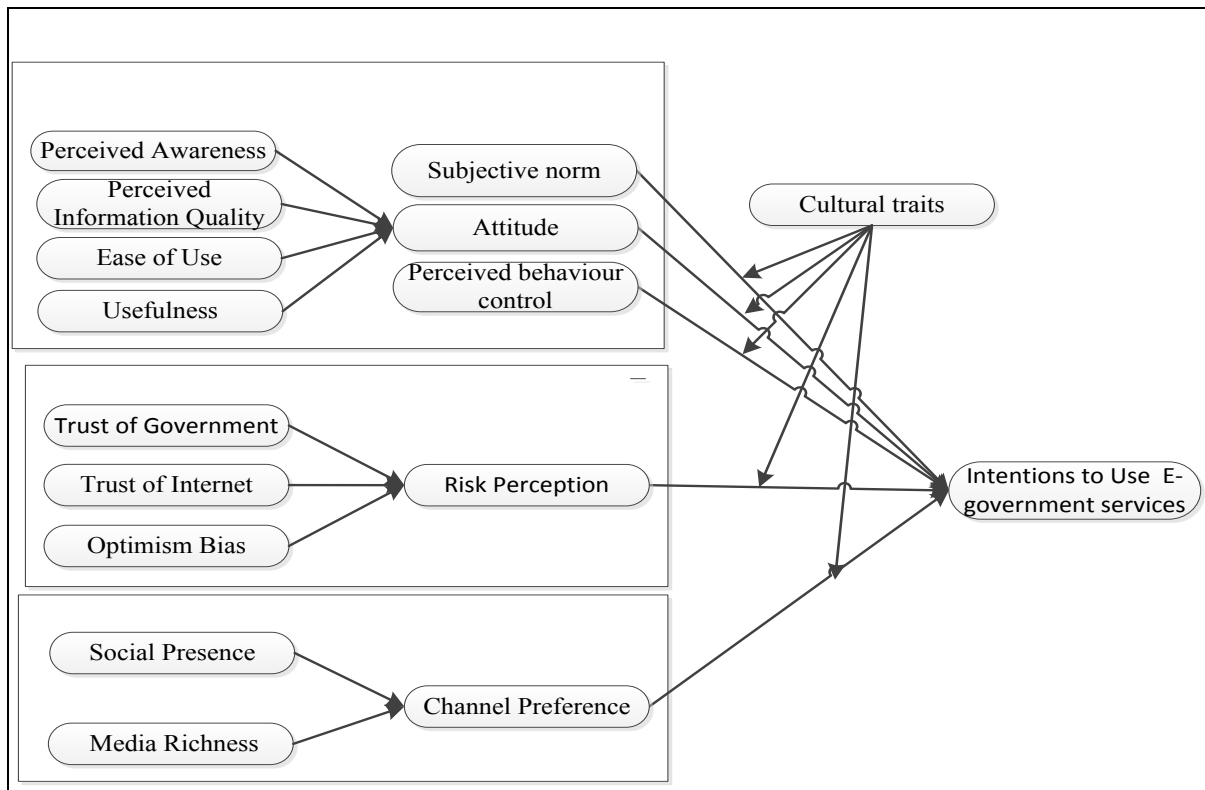 Perceived Awareness
Perceived
Information Quality
Ease of Use
Usefulness
Subjective norm
Attitude
Perceived behaviour
control
Cultural traits
Trust of Government
Trust of Internet
Optimism Bias
Risk Perception
Intentions to Use E-
government services
Social Presence
Media Richness
Channel Preference